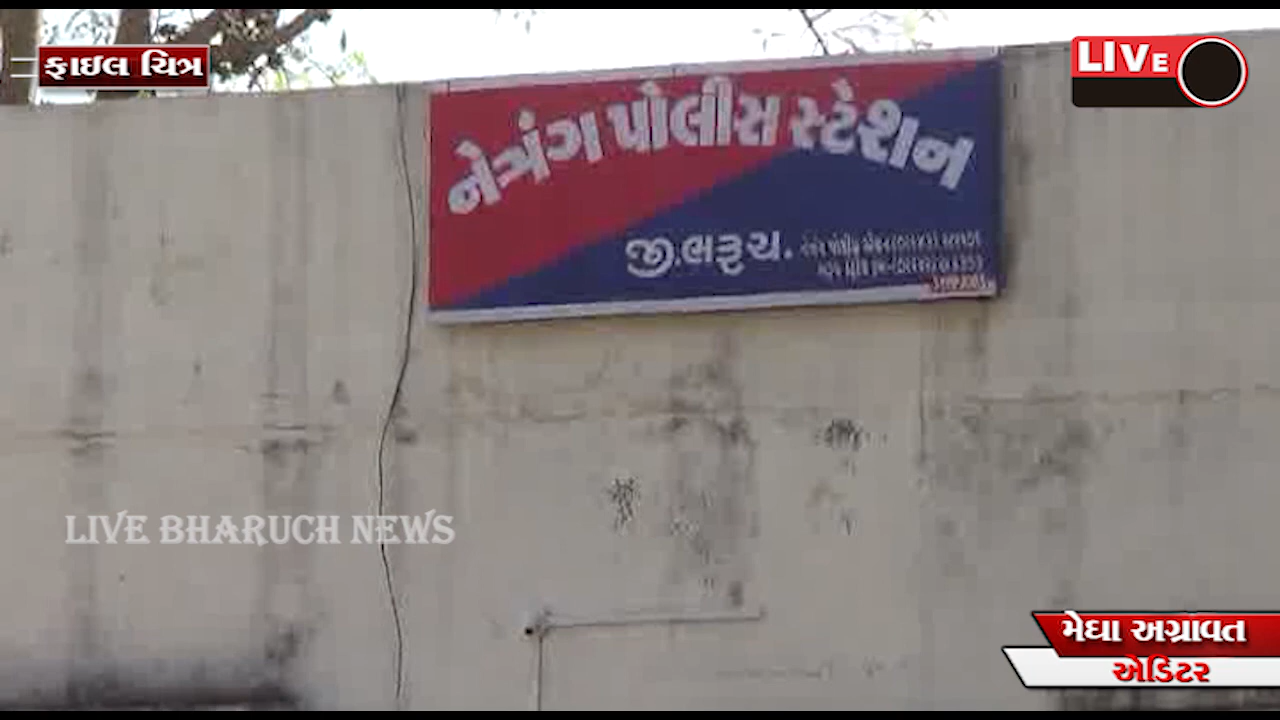 ફાઇલ ચિત્ર
LIVE
નેત્રંગ પોલીસ સ્ટેશન
જી.ભરૂચ.
LIVE BHARUCH NEWS
મેઘા અગ્રાવત
એડિટર